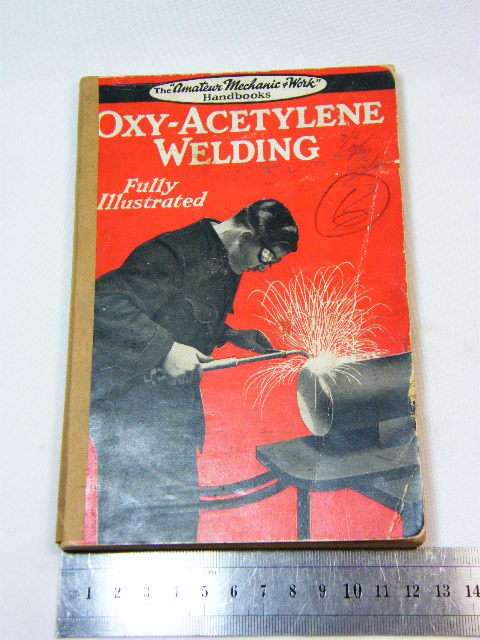 The "Amateur Mechanic & Work"
Handbooks
OXY-ACETYLENE
WELDING
Fully
Illustrated
1 2 3 4 5 6 7 8 9 10 11 12 13 14